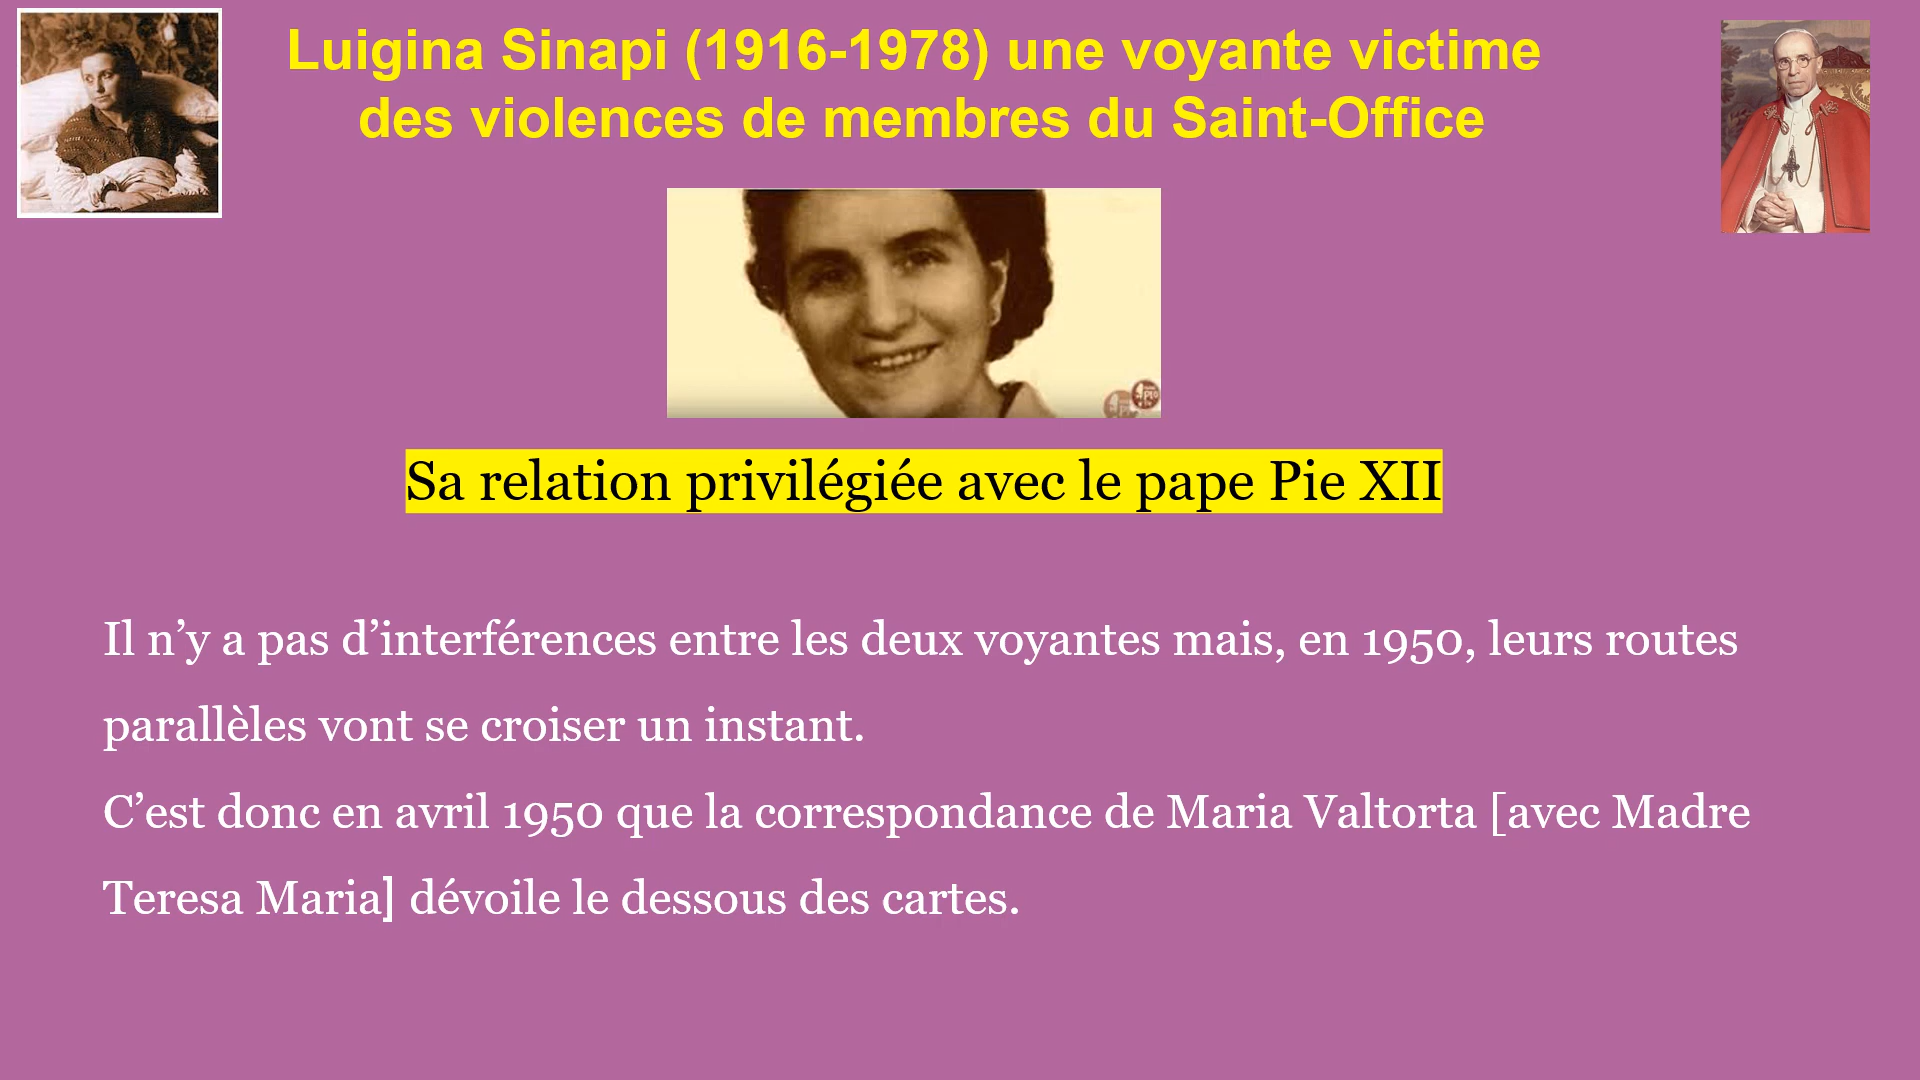 Luigina Sinapi (1916-1978) une voyante victime
des violences de membres du Saint-Office
Sa relation privilégiée avec le pape Pie XII
Il n’y a pas d’interférences entre les deux voyantes mais, en 1950, leurs routes
parallèles vont se croiser un instant.
C’est donc en avril 1950 que la correspondance de Maria Valtorta [avec Madre
Teresa Maria] dévoile le dessous des cartes.